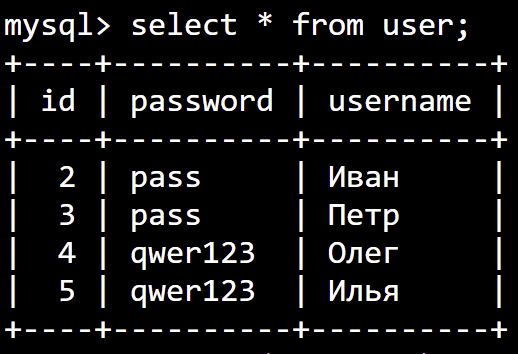 mysql> select * from user;
+----+----------+----------+
| id | password | username |
+----+----------+----------+
|  2 | pass     | Иван     |
|  3 | pass     | Петр     |
|  4 | qwer123  | Олег     |
|  5 | qwer123  | Илья     |
+----+----------+----------+